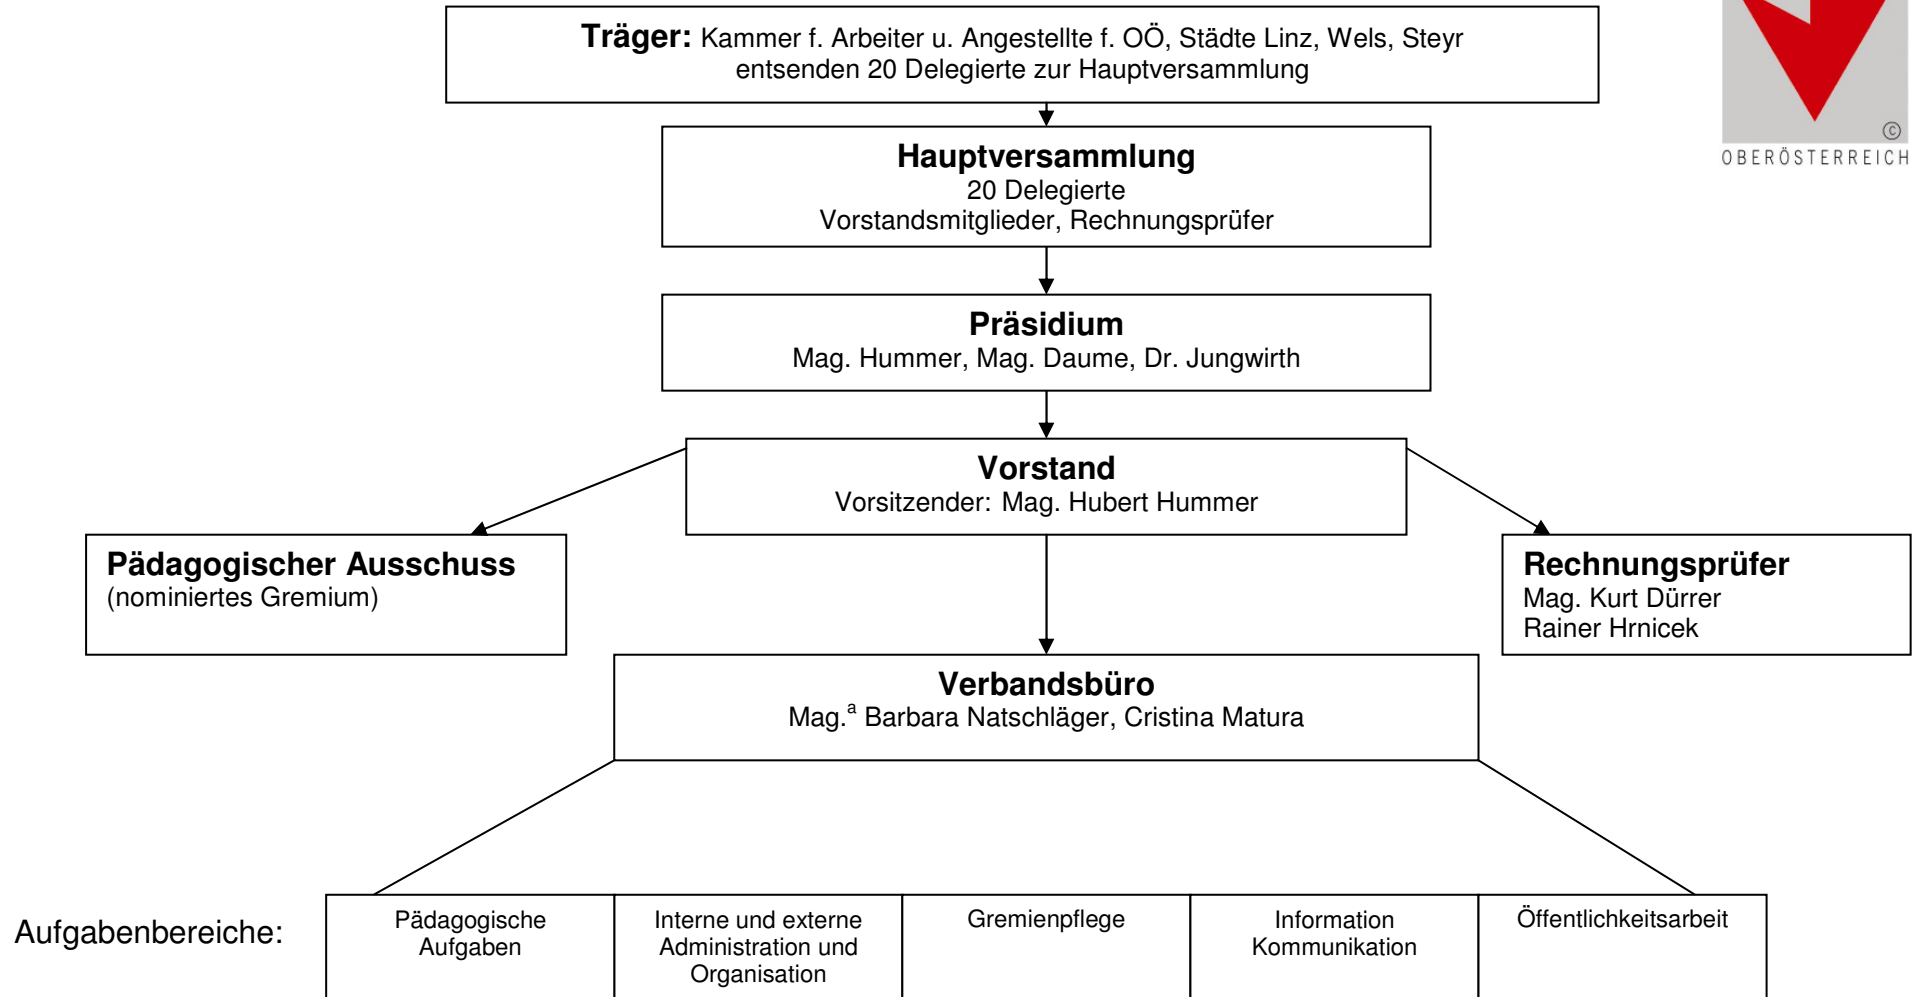 Träger: Kammer f. Arbeiter u. Angestellte f. OÖ, Städte Linz, Wels, Steyr
entsenden 20 Delegierte zur Hauptversammlung
©
OBERÖSTERREICH
Hauptversammlung
20 Delegierte
Vorstandsmitglieder, Rechnungsprüfer
Präsidium
Mag. Hummer, Mag. Daume, Dr. Jungwirth
Vorstand
Vorsitzender: Mag. Hubert Hummer
Pädagogischer Ausschuss
(nominiertes Gremium)
Rechnungsprüfer
Mag. Kurt Dürrer
Rainer Hrnicek
Verbandsbüro
Mag.ª Barbara Natschläger, Cristina Matura
Aufgabenbereiche:
Pädagogische
Aufgaben
Interne und externe
Administration und
Organisation
Gremienpflege
Information
Kommunikation
Öffentlichkeitsarbeit